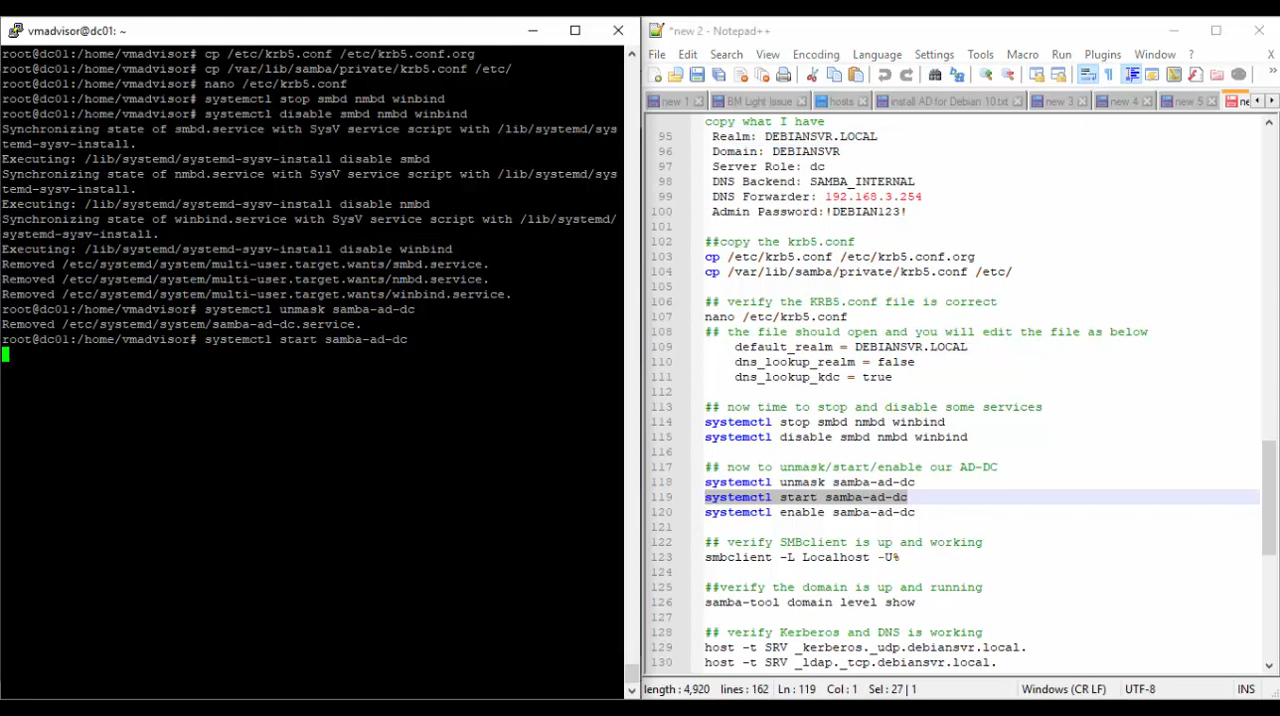 vmadvisor@dc01: ~
root@dc01:/home/vmadvisor# cp /etc/krb5.conf /etc/krb5.conf.org
root@dc01:/home/vmadvisor# cp /var/lib/samba/private/krb5.conf /etc/
root@dc01:/home/vmadvisor# nano /etc/krb5.conf
root@dc01:/home/vmadvisor# systemctl stop smbd nmbd winbind
root@dc01:/home/vmadvisor# systemctl disable smbd nmbd winbind
Synchronizing state of smbd.service with SysV service script with /lib/systemd/sys
temd-sysv-install.
Executing: /lib/systemd/systemd-sysv-install disable smbd
Synchronizing state of nmbd.service with SysV service script with /lib/systemd/sys
temd-sysv-install.
Executing: /lib/systemd/systemd-sysv-install disable nmbd
Synchronizing state of winbind.service with SysV service script with /lib/systemd/
systemd-sysv-install.
Executing: /lib/systemd/systemd-sysv-install disable winbind
Removed /etc/systemd/system/multi-user.target.wants/smbd.service.
Removed /etc/systemd/system/multi-user.target.wants/nmbd.service.
Removed /etc/systemd/system/multi-user.target.wants/winbind.service.
root@dc01:/home/vmadvisor# systemctl unmask samba-ad-dc
Removed /etc/systemd/system/samba-ad-dc.service.
root@dc01:/home/vmadvisor# systemctl start samba-ad-dc
*new 2 - Notepad++
File Edit Search View Encoding Language Settings Tools Macro Run Plugins Window ? X
new 1 BM Light Issue hosts install AD for Debian 10.txt new 3 new 4 new 5 ne
copy what I have
95 Realm: DEBIANSVR.LOCAL
96 Domain: DEBIANSVR
97 Server Role: dc
98 DNS Backend: SAMBA_INTERNAL
99 DNS Forwarder: 192.168.3.254
100 Admin Password:!DEBIAN123!
101
102 ##copy the krb5.conf
103 cp /etc/krb5.conf /etc/krb5.conf.org
104 cp /var/lib/samba/private/krb5.conf /etc/
105
106 ## verify the KRB5.conf file is correct
107 nano /etc/krb5.conf
108 ## the file should open and you will edit the file as below
109 default_realm = DEBIANSVR.LOCAL
110 dns_lookup_realm = false
111 dns_lookup_kdc = true
112
113 ## now time to stop and disable some services
114 systemctl stop smbd nmbd winbind
115 systemctl disable smbd nmbd winbind
116
117 ## now to unmask/start/enable our AD-DC
118 systemctl unmask samba-ad-dc
119 systemctl start samba-ad-dc
120 systemctl enable samba-ad-dc
121
122 ## verify SMBclient is up and working
123 smbclient -L Localhost -U%
124
125 ##verify the domain is up and running
126 samba-tool domain level show
127
128 ## verify Kerberos and DNS is working
129 host -t SRV _kerberos._udp.debiansvr.local.
130 host -t SRV _ldap._tcp.debiansvr.local.
length : 4,920 lines : 162 Ln : 119 Col : 1 Sel : 27 | 1 Windows (CR LF) UTF-8 INS